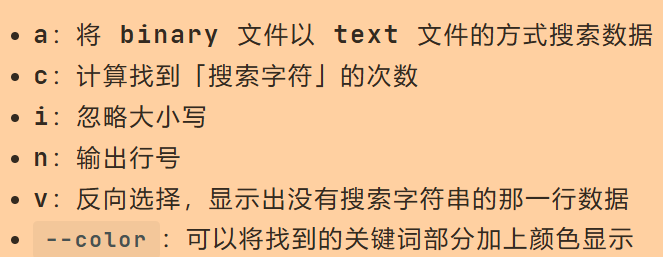 • a：将 binary 文件以 text 文件的方式搜索数据
• c：计算找到「搜索字符」的次数
• i：忽略大小写
• n：输出行号
• v：反向选择，显示出没有搜索字符串的那一行数据
• --color：可以将找到的关键词部分加上颜色显示